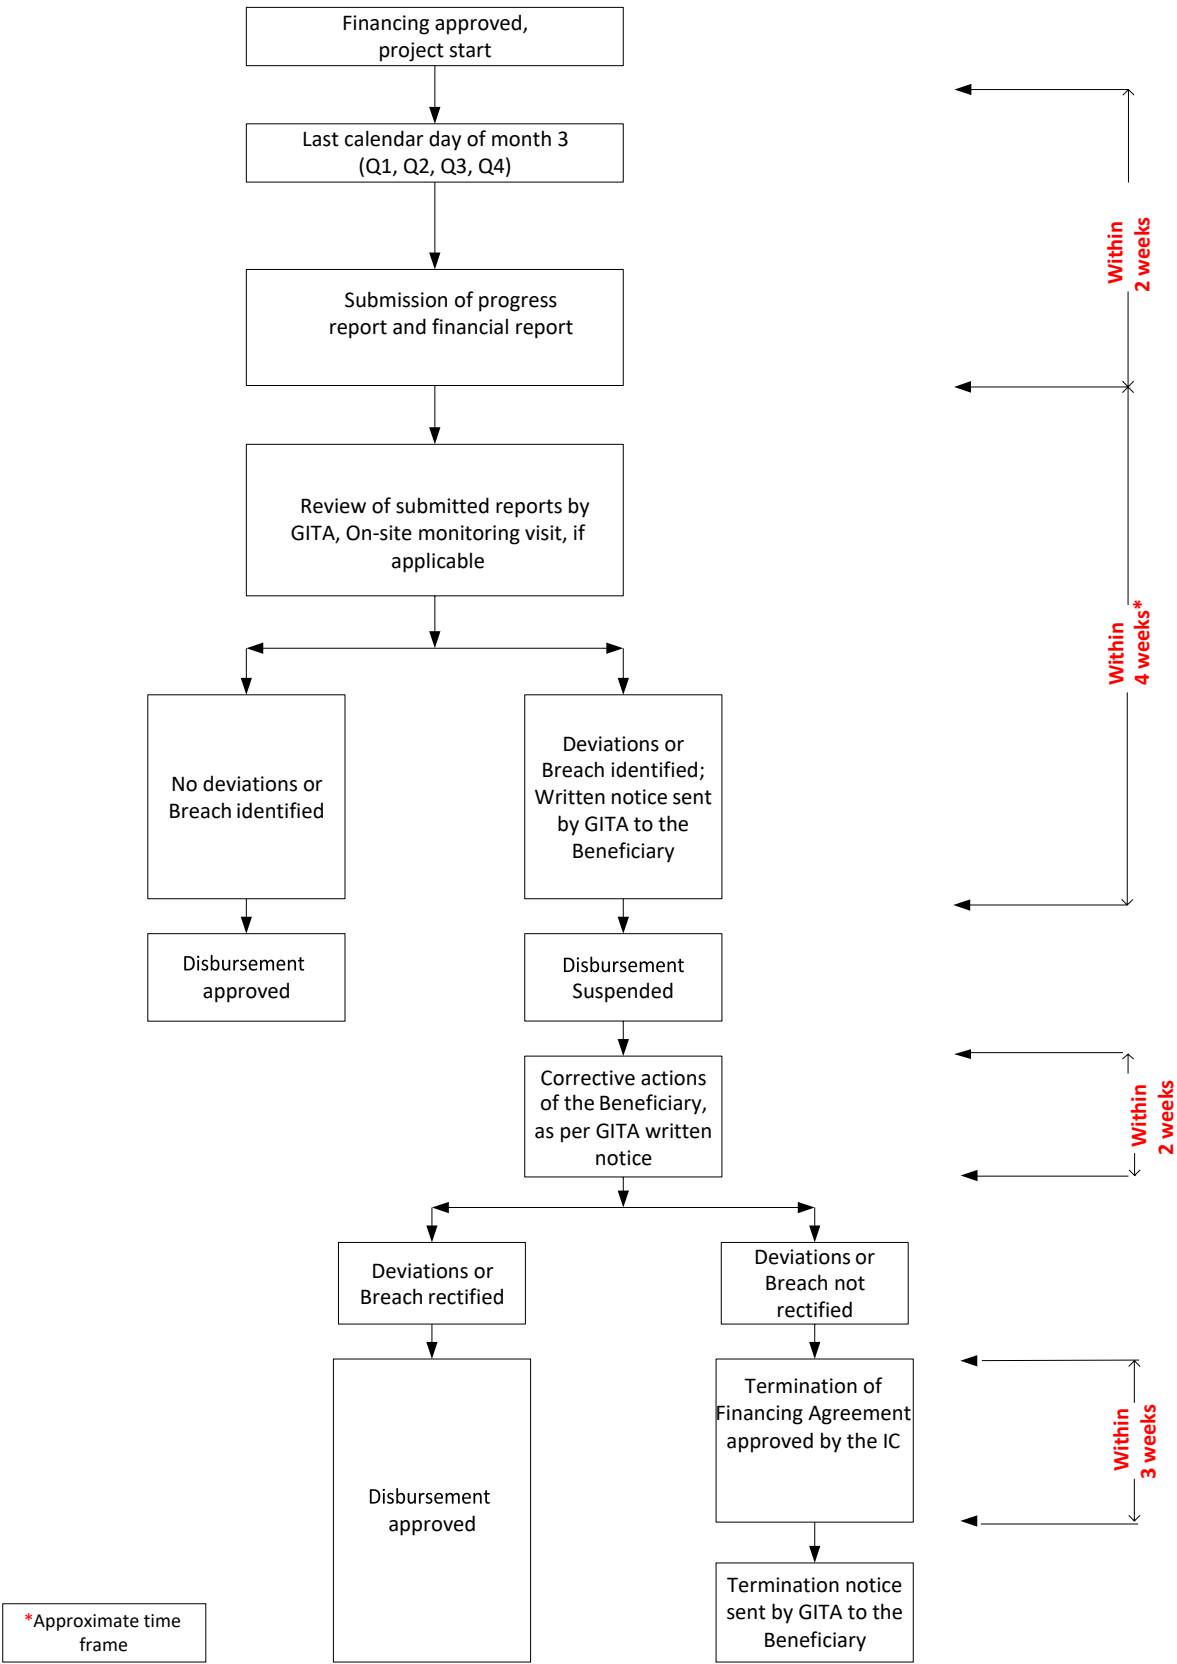 Financing approved,
project start
Last calendar day of month 3
(Q1, Q2, Q3, Q4)
Within
2 weeks
Submission of progress
report and financial report
Review of submitted reports by
GITA, On-site monitoring visit, if
applicable
Within
4 weeks*
No deviations or
Breach identified
Deviations or
Breach identified;
Written notice sent
by GITA to the
Beneficiary
Disbursement
approved
Disbursement
Suspended
Corrective actions
of the Beneficiary,
as per GITA written
notice
Within
2 weeks
Deviations or
Breach rectified
Deviations or
Breach not
rectified
Disbursement
approved
Termination of
Financing Agreement
approved by the IC
Within
3 weeks
Termination notice
sent by GITA to the
Beneficiary
*Approximate time
frame